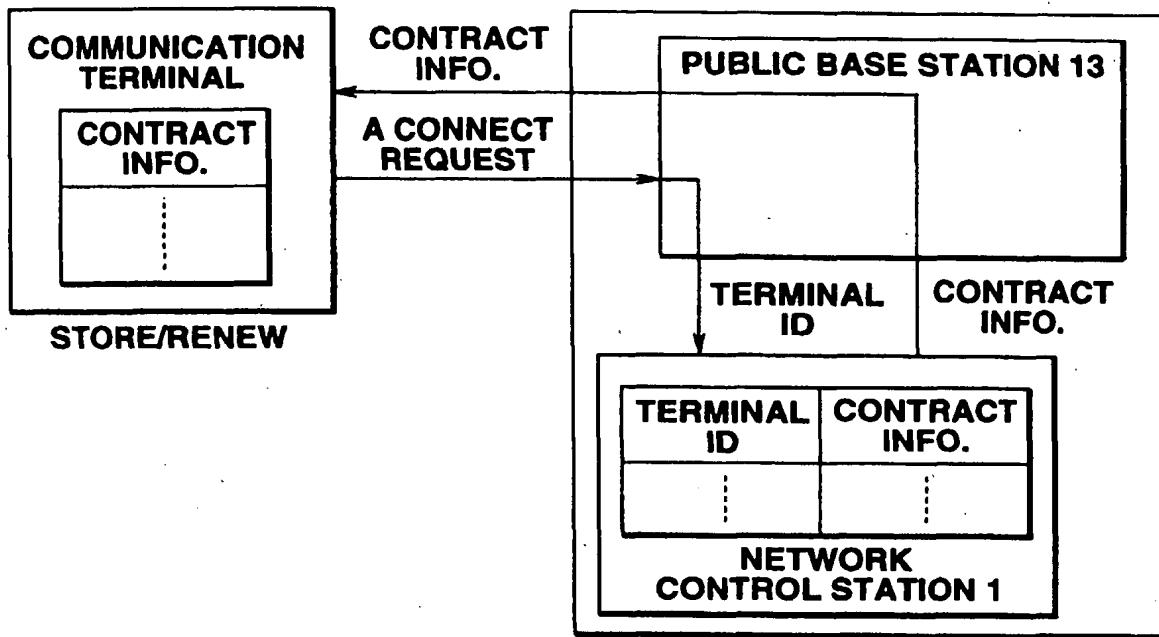 COMMUNICATION
TERMINAL
CONTRACT
INFO.
STORE/RENEW
CONTRACT
INFO.
A CONNECT
REQUEST
PUBLIC BASE STATION 13
TERMINAL
ID
CONTRACT
INFO.
TERMINAL
ID
CONTRACT
INFO.
NETWORK
CONTROL STATION 1